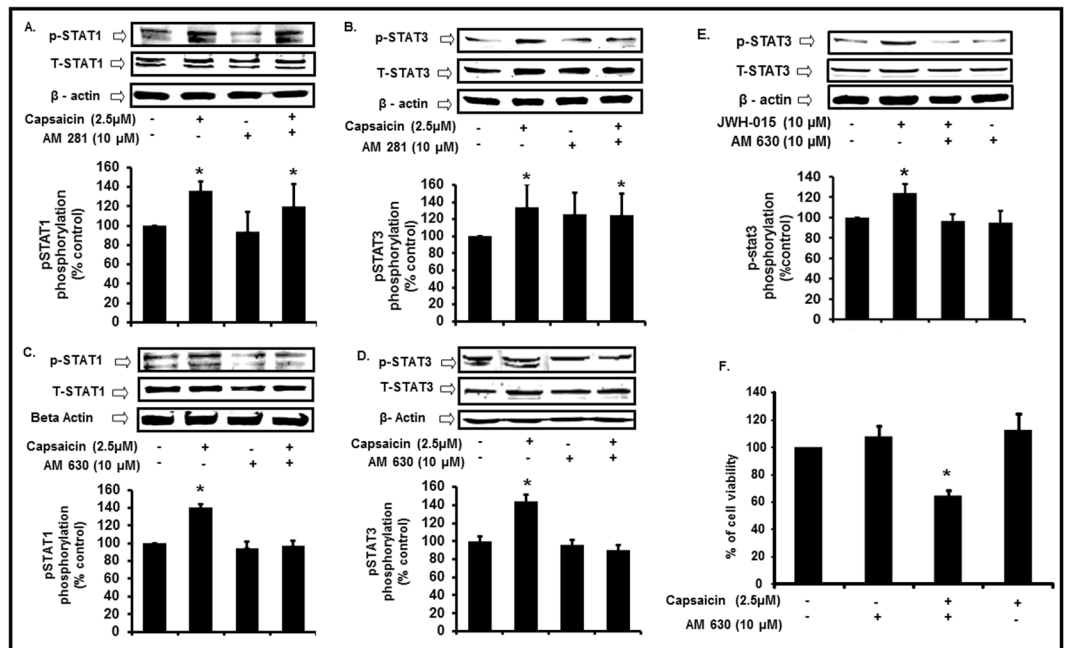 A.
p-STAT1
T-STAT1
β - actin
Capsaicin (2.5μM) - + - +
AM 281 (10 μM) - - + +
pSTAT1
phosphorylation
(% control)
160
140
120
100
80
60
40
20
0
* *
B.
p-STAT3
T-STAT3
β - actin
Capsaicin (2.5μM) - + - +
AM 281 (10 μM) - - + +
pSTAT3
phosphorylation
(% control)
160
140
120
100
80
60
40
20
0
* *
E.
p-STAT3
T-STAT3
β - actin
JWH-015 (10 μM) - + + -
AM 630 (10 μM) - - + +
p-stat3
phosphorylation
(%control)
140
120
100
80
60
40
20
0
*
C.
p-STAT1
T-STAT1
Beta Actin
Capsaicin (2.5μM) - + - +
AM 630 (10 μM) - - + +
pSTAT1
phosphorylation
(% control)
160
140
120
100
80
60
40
20
0
*
D.
p-STAT3
T-STAT3
β- Actin
Capsaicin (2.5μM) - + - +
AM 630 (10 μM) - - + +
pSTAT3
phosphorylation
(% control)
160
140
120
100
80
60
40
20
0
*
F.
% of cell viability
140
120
100
80
60
40
20
0
*
Capsaicin (2.5μM) - - + +
AM 630 (10 μM) - + + -